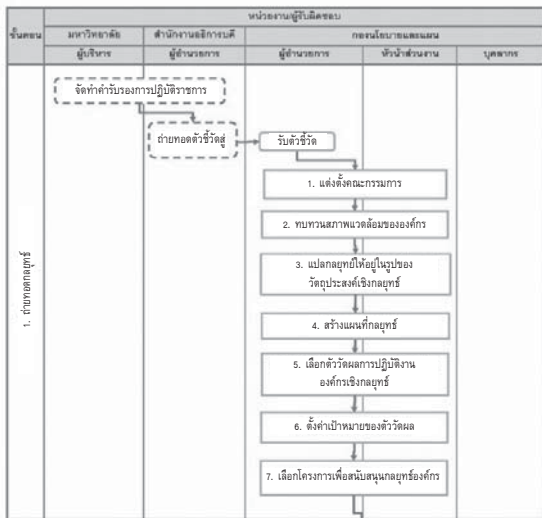 หน่วยงาน/ผู้รับผิดชอบ
ขั้นตอน
มหาวิทยาลัย
สำนักงานอธิการบดี
กองนโยบายและแผน
ผู้บริหาร
ผู้อำนวยการ
ผู้อำนวยการ
หัวหน้าส่วนงาน
บุคลากร
จัดทำคำรับรองการปฏิบัติราชการ
ถ่ายทอดตัวชี้วัดสู่
รับตัวชี้วัด
1. แต่งตั้งคณะกรรมการ
2. ทบทวนสภาพแวดล้อมขององค์กร
3. แปลกลยุทธ์ให้อยู่ในรูปของ
วัตถุประสงค์เชิงกลยุทธ์
4. สร้างแผนที่กลยุทธ์
5. เลือกตัววัดผลการปฏิบัติงาน
องค์กรเชิงกลยุทธ์
6. ตั้งค่าเป้าหมายของตัววัดผล
7. เลือกโครงการเพื่อสนับสนุนกลยุทธ์องค์กร
1. ถ่ายทอดกลยุทธ์